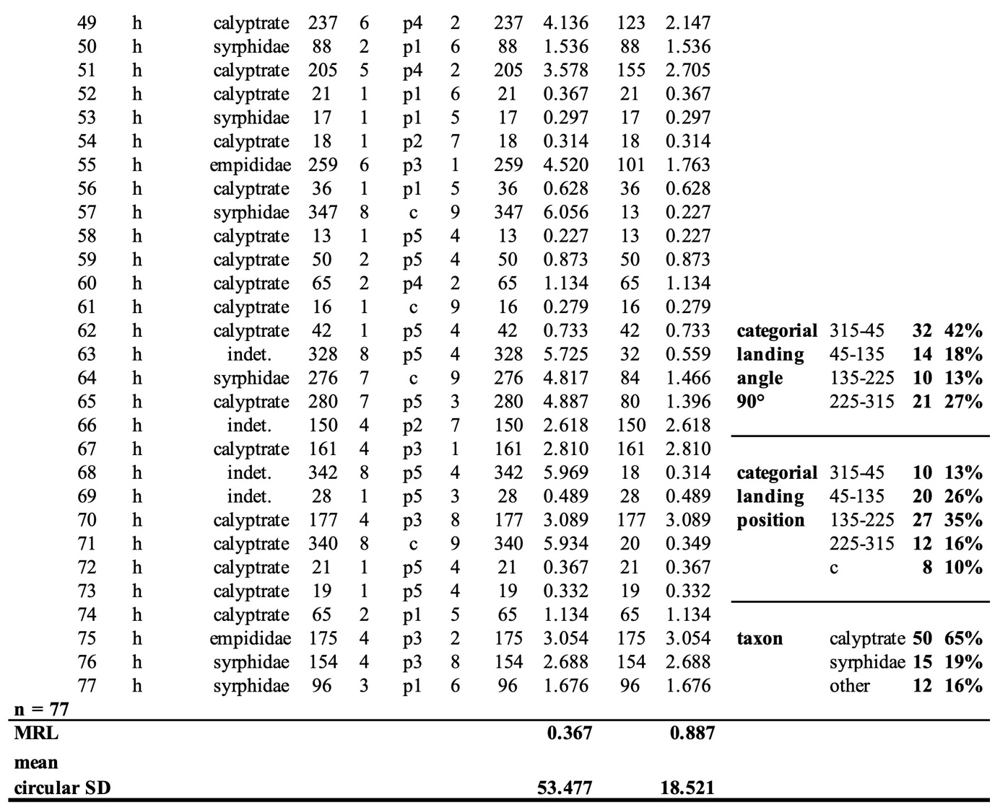 49 h calyptrate 237 6 p4 2 237 4.136 123 2.147
50 h syrphidae 88 2 p1 6 88 1.536 88 1.536
51 h calyptrate 205 5 p4 2 205 3.578 155 2.705
52 h calyptrate 21 1 p1 6 21 0.367 21 0.367
53 h syrphidae 17 1 p1 5 17 0.297 17 0.297
54 h calyptrate 18 1 p2 7 18 0.314 18 0.314
55 h empididae 259 6 p3 1 259 4.520 101 1.763
56 h calyptrate 36 1 p1 5 36 0.628 36 0.628
57 h syrphidae 347 8 c 9 347 6.056 13 0.227
58 h calyptrate 13 1 p5 4 13 0.227 13 0.227
59 h calyptrate 50 2 p5 4 50 0.873 50 0.873
60 h calyptrate 65 2 p4 2 65 1.134 65 1.134
61 h calyptrate 16 1 c 9 16 0.279 16 0.279
62 h calyptrate 42 1 p5 4 42 0.733 42 0.733 categorial 315-45 32 42%
63 h indet. 328 8 p5 4 328 5.725 32 0.559 landing 45-135 14 18%
64 h syrphidae 276 7 c 9 276 4.817 84 1.466 angle 135-225 10 13%
65 h calyptrate 280 7 p5 3 280 4.887 80 1.396 90° 225-315 21 27%
66 h indet. 150 4 p2 7 150 2.618 150 2.618
67 h calyptrate 161 4 p3 1 161 2.810 161 2.810
68 h indet. 342 8 p5 4 342 5.969 18 0.314 categorial 315-45 10 13%
69 h indet. 28 1 p5 3 28 0.489 28 0.489 landing 45-135 20 26%
70 h calyptrate 177 4 p3 8 177 3.089 177 3.089 position 135-225 27 35%
71 h calyptrate 340 8 c 9 340 5.934 20 0.349 225-315 12 16%
72 h calyptrate 21 1 p5 4 21 0.367 21 0.367 c 8 10%
73 h calyptrate 19 1 p5 4 19 0.332 19 0.332
74 h calyptrate 65 2 p1 5 65 1.134 65 1.134
75 h empididae 175 4 p3 2 175 3.054 175 3.054 taxon calyptrate 50 65%
76 h syrphidae 154 4 p3 8 154 2.688 154 2.688 syrphidae 15 19%
77 h syrphidae 96 3 p1 6 96 1.676 96 1.676 other 12 16%
n = 77
MRL 0.367 0.887
mean
circular SD 53.477 18.521